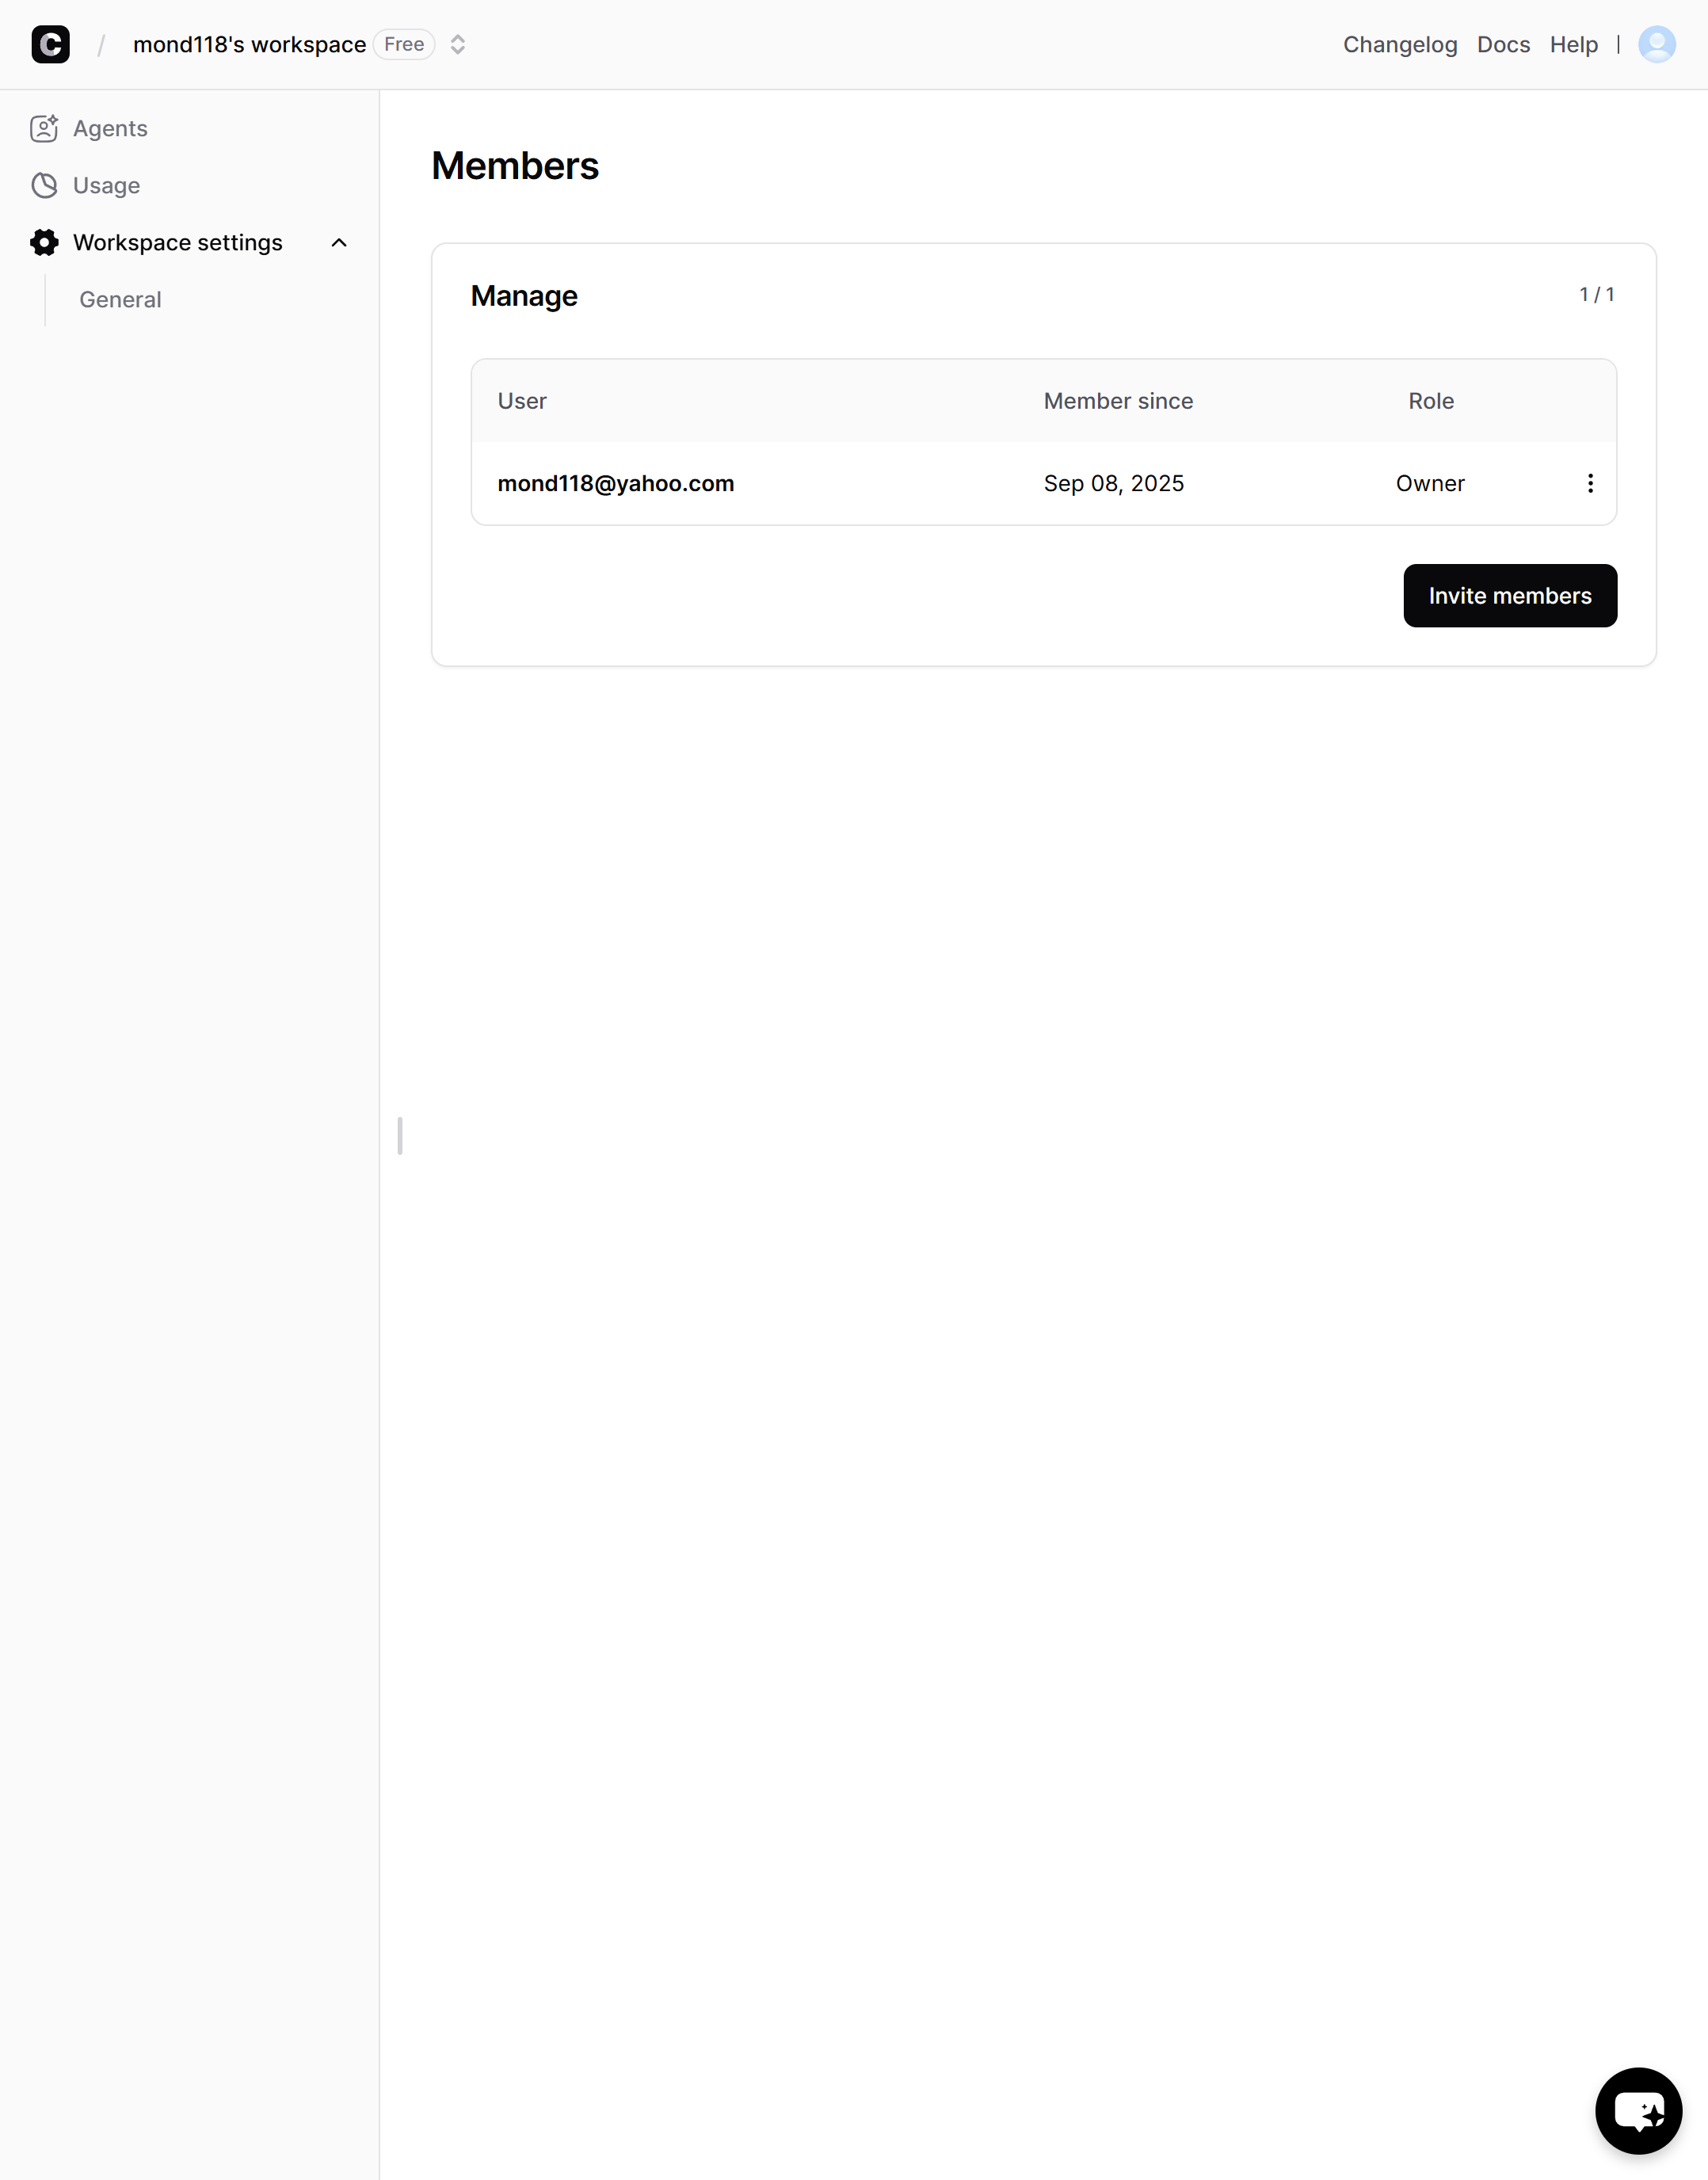 C / mond118's workspace Free
Changelog Docs Help
Agents
Usage
Workspace settings
General
Members
Manage 1 / 1
User Member since Role
mond118@yahoo.com Sep 08, 2025 Owner
Invite members